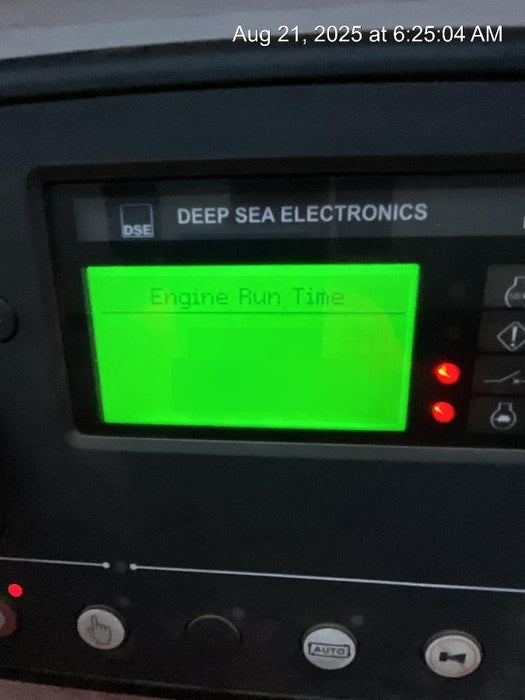 Aug 21, 2025 at 6:25:04 AM
DSE
DEEP SEA ELECTRONICS
Engine Run Time
AUTO